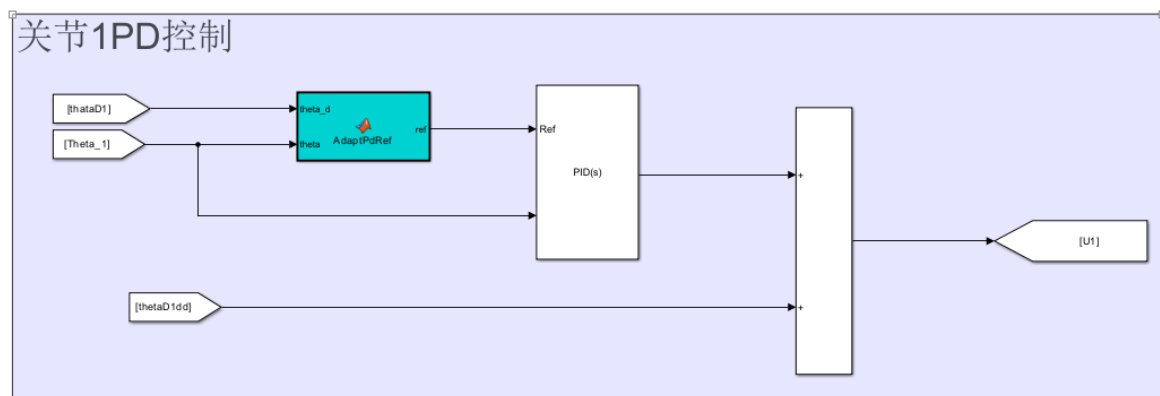 关节1PD控制
[thataD1]
[Theta_1]
theta_d
theta
ref
AdaptPdRef
Ref
PID(s)
+
+
[U1]
[thetaD1dd]